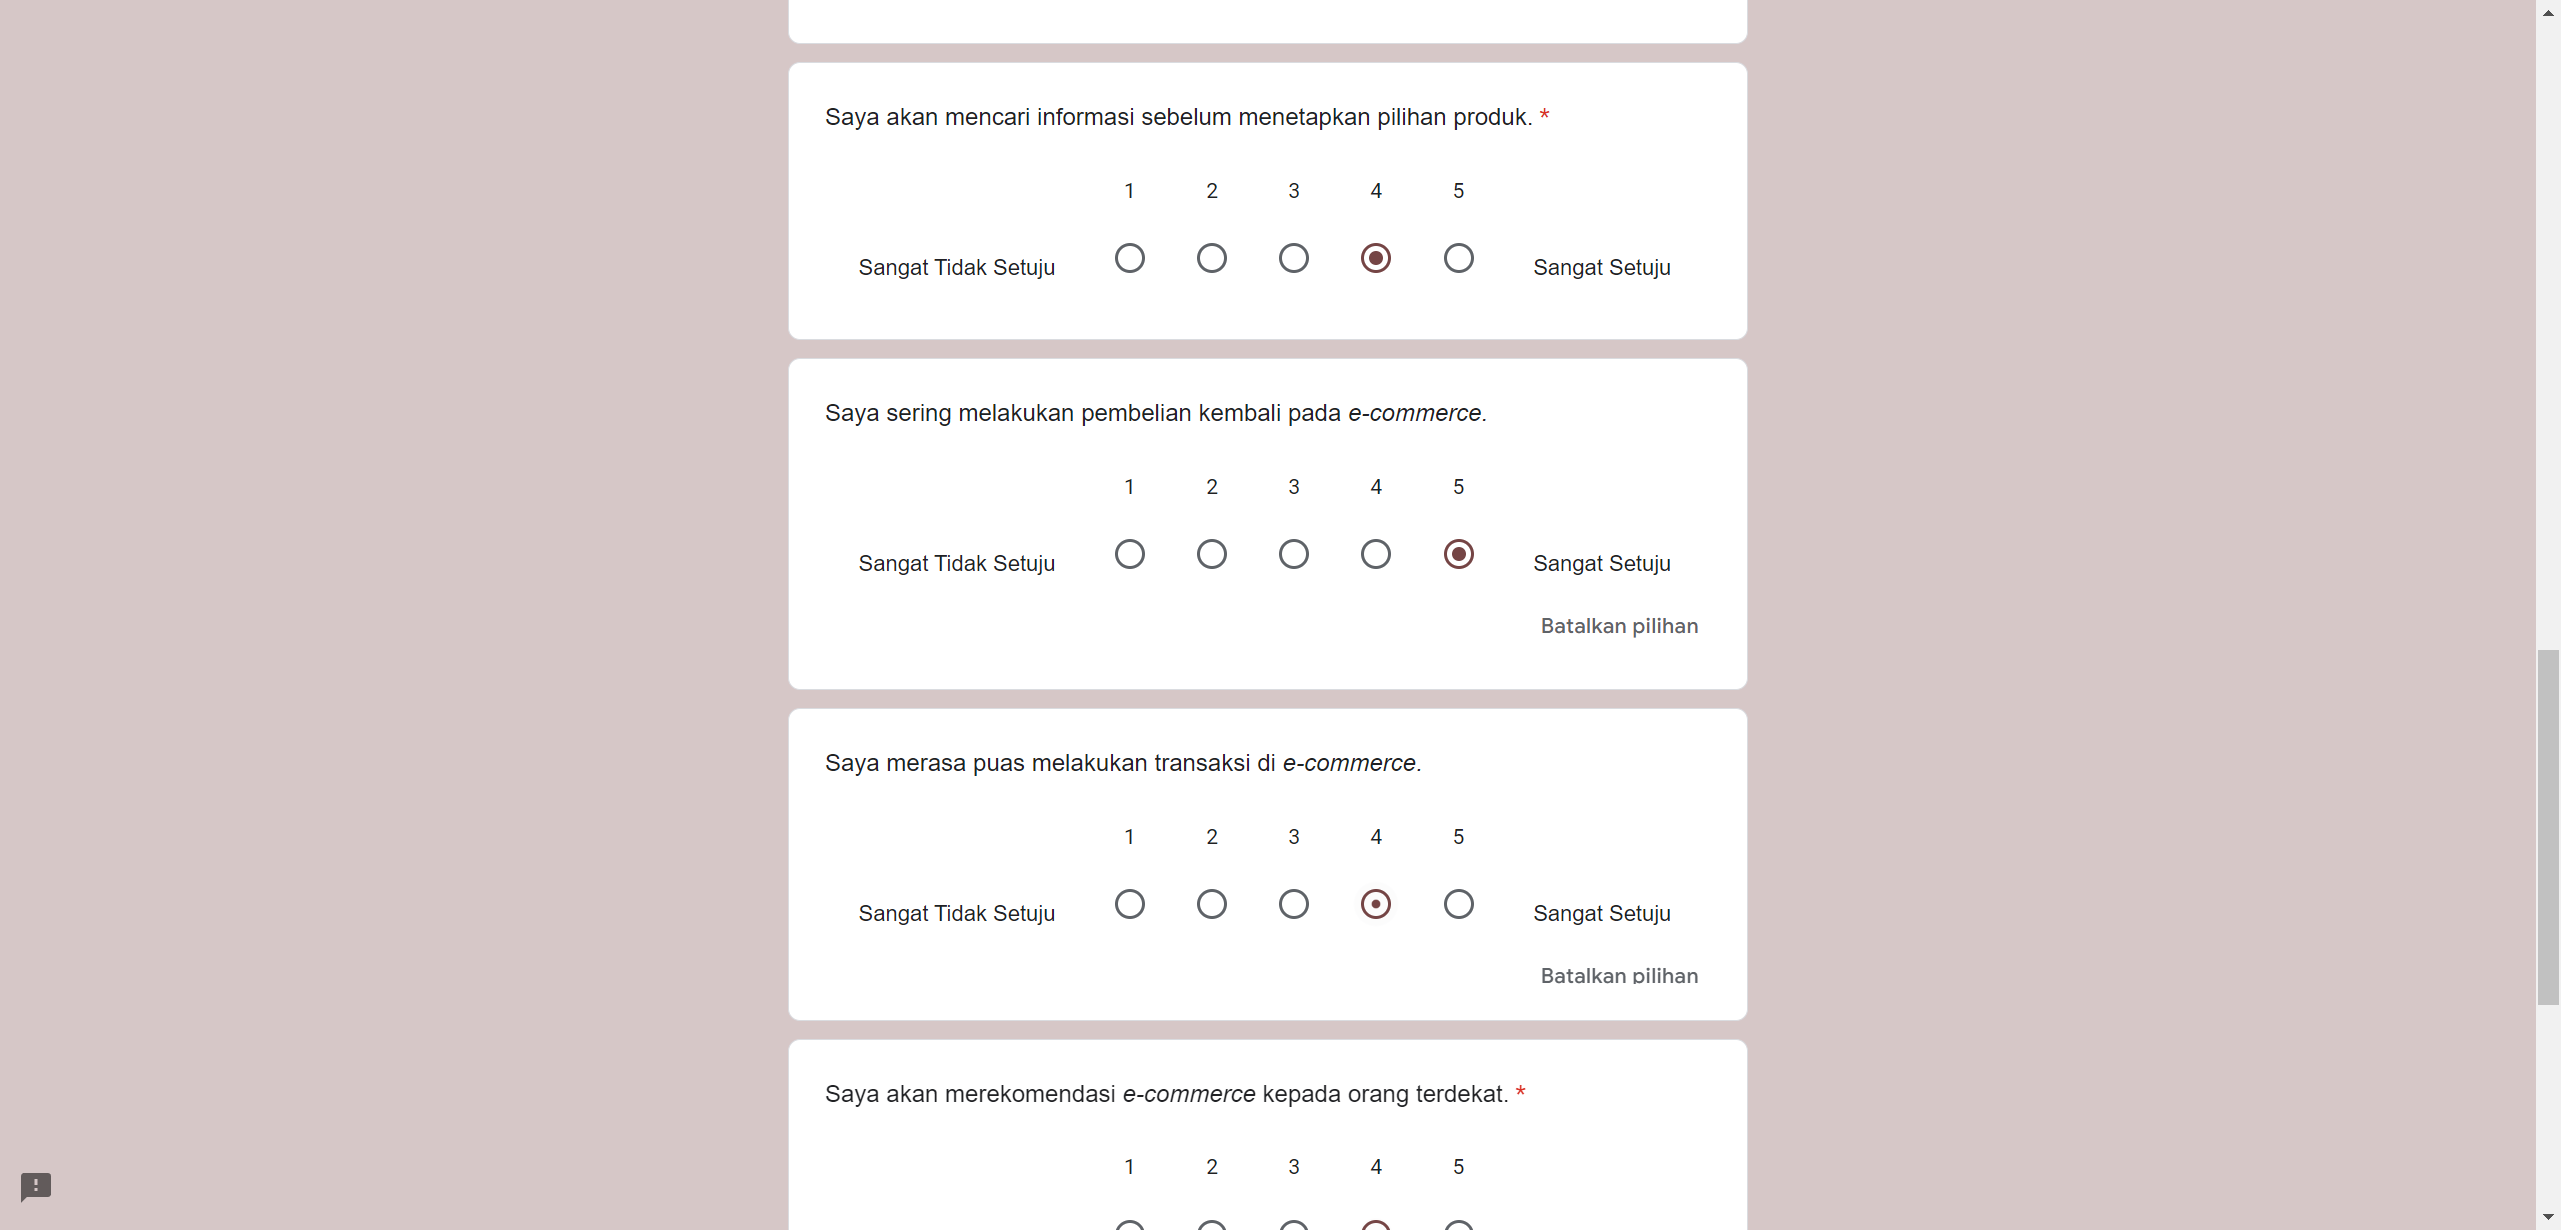 Saya akan mencari informasi sebelum menetapkan pilihan produk. *
1 2 3 4 5
Sangat Tidak Setuju Sangat Setuju
Saya sering melakukan pembelian kembali pada e-commerce.
1 2 3 4 5
Sangat Tidak Setuju Sangat Setuju
Batalkan pilihan
Saya merasa puas melakukan transaksi di e-commerce.
1 2 3 4 5
Sangat Tidak Setuju Sangat Setuju
Batalkan pilihan
Saya akan merekomendasi e-commerce kepada orang terdekat. *
1 2 3 4 5